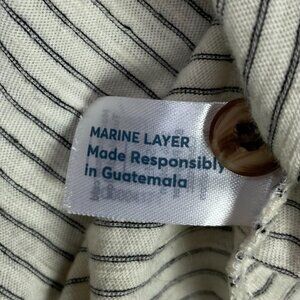 MARINE LAYER
Made Responsibly
in Guatemala